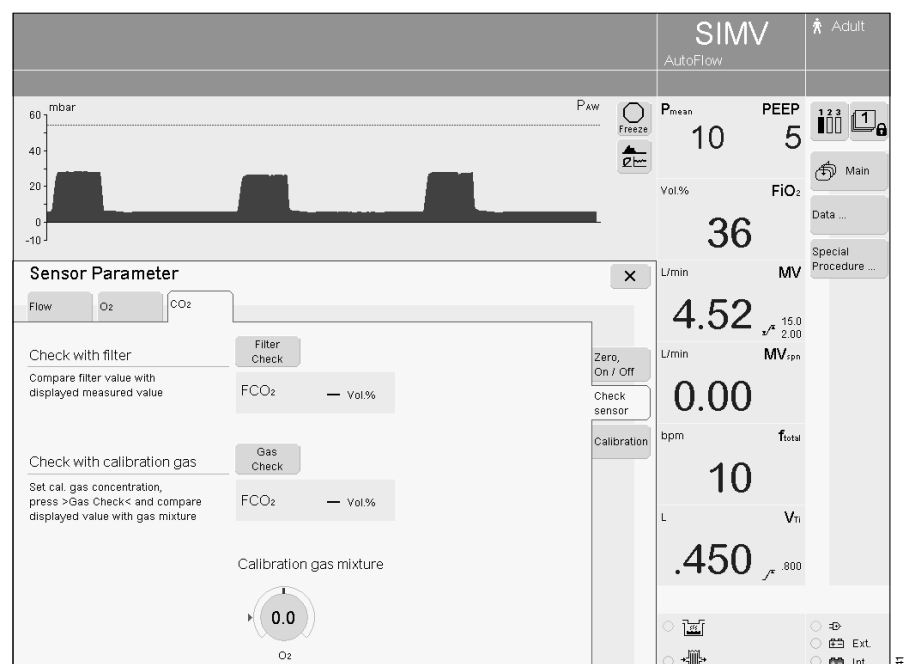 SIMV
AutoFlow
Adult
mbar
PAW
60
40
20
0
-10
Freeze
Pmean
PEEP
10
5
1 2 3
1
Main
Vol.%
FiO2
36
Data ...
Special
Procedure ...
Sensor Parameter
×
L/min
MV
4.52
15.0
2.00
Flow
O2
CO2
Check with filter
Filter
Check
Compare filter value with
displayed measured value
FCO2
– Vol.%
Zero,
On / Off
Check
sensor
Calibration
L/min
MVspn
0.00
Check with calibration gas
Gas
Check
Set cal. gas concentration,
press >Gas Check< and compare
displayed value with gas mixture
FCO2
– Vol.%
bpm
ftotal
10
L
VTi
.450
.800
Calibration gas mixture
0.0
O2
Ext.
Int.